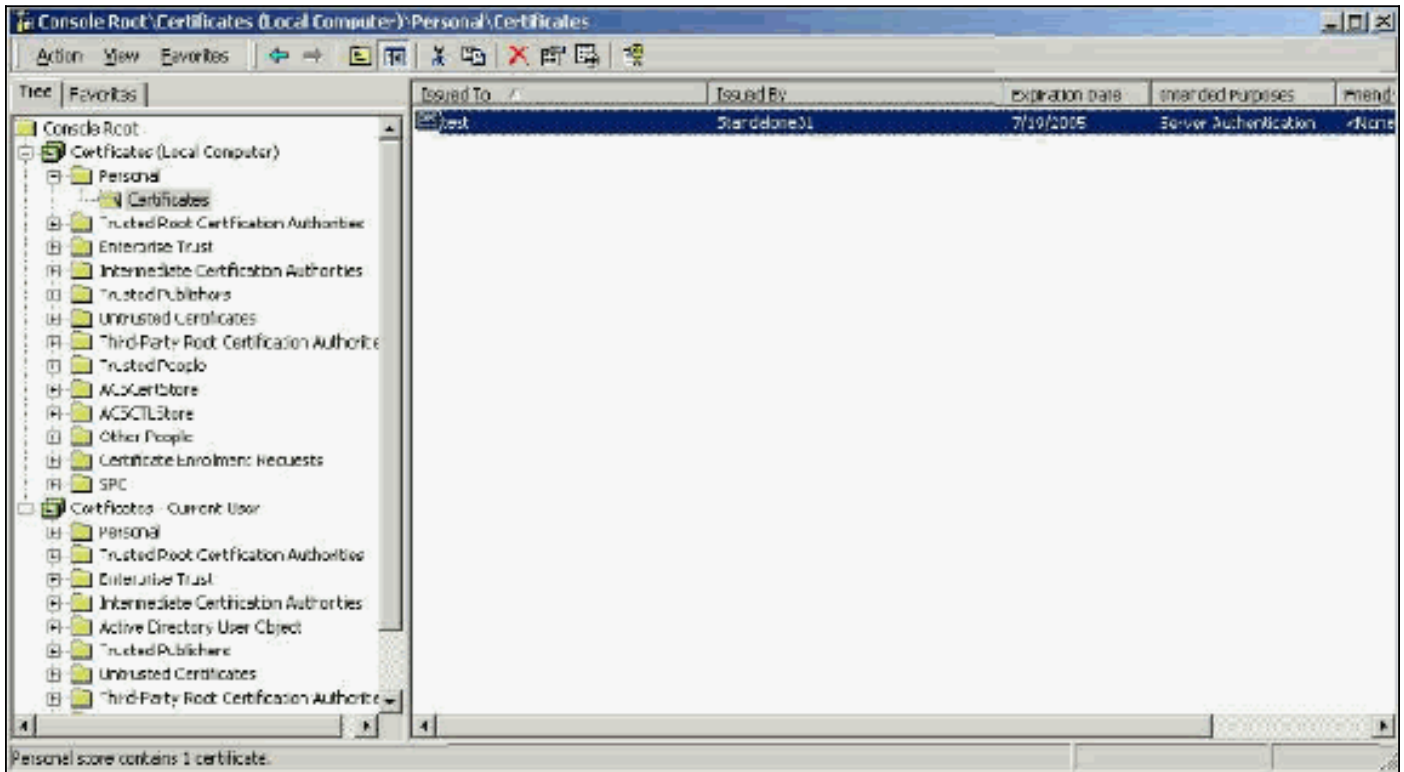 Console Root\Certificates (Local Computer)\Personal\Certificates
Action View Favorites
Tree Favorites
Issued To Issued By Expiration Date Intended Purposes Friend
Console Root
test Standalone01 7/19/2005 Server Authentication <None
Certificates (Local Computer)
Personal
Certificates
Trusted Root Certification Authorities
Enterprise Trust
Intermediate Certification Authorities
Trusted Publishers
Untrusted Certificates
Third-Party Root Certification Authoritie
Trusted People
ACSCertStore
ACSCTLStore
Other People
Certificate Enrolment Requests
SPC
Certificates - Current User
Personal
Trusted Root Certification Authorities
Enterprise Trust
Intermediate Certification Authorities
Active Directory User Object
Trusted Publishers
Untrusted Certificates
Third-Party Root Certification Authoritie
Personal store contains 1 certificate.